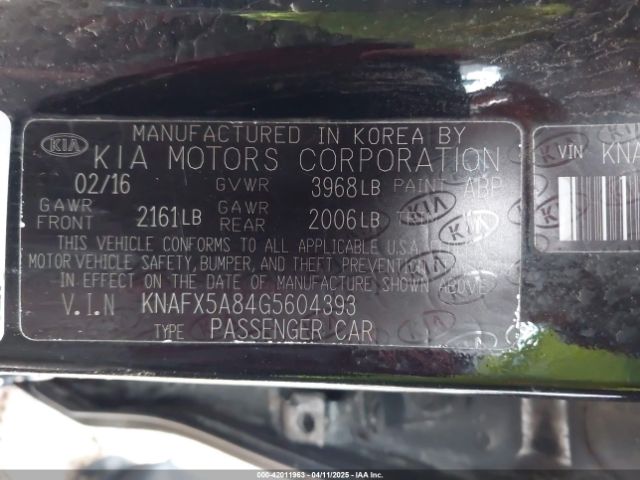 MANUFACTURED IN KOREA BY
KIA KIA MOTORS CORPORATION
02/16 GVWR 3968LB PAINT ABP
GAWR FRONT 2161LB GAWR REAR 2006LB
THIS VEHICLE CONFORMS TO ALL APPLICABLE U.S.A
MOTOR VEHICLE SAFETY, BUMPER, AND THEFT PREVENTION
IN EFFECT ON THE DATE OF MANUFACTURE SHOWN ABOVE
V.I.N KNAFX5A84G5604393
TYPE PASSENGER CAR
VIN KNA
000-42011963 - 04/11/2025 - IAAI.com